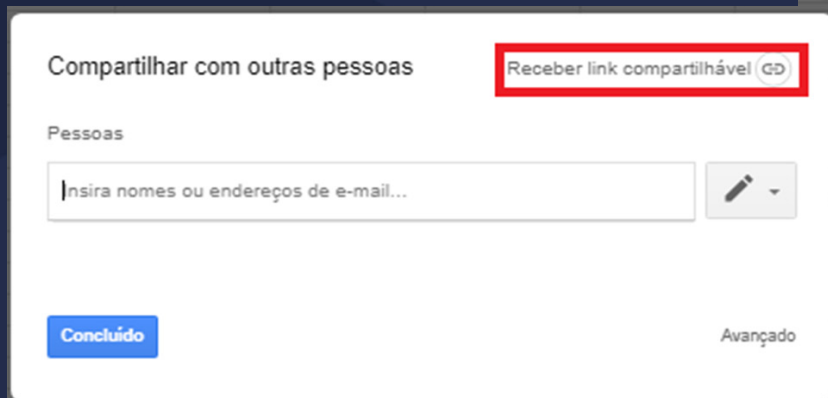 Compartilhar com outras pessoas
Receber link compartilhável
Pessoas
Insira nomes ou endereços de e-mail...
Concluído
Avançado